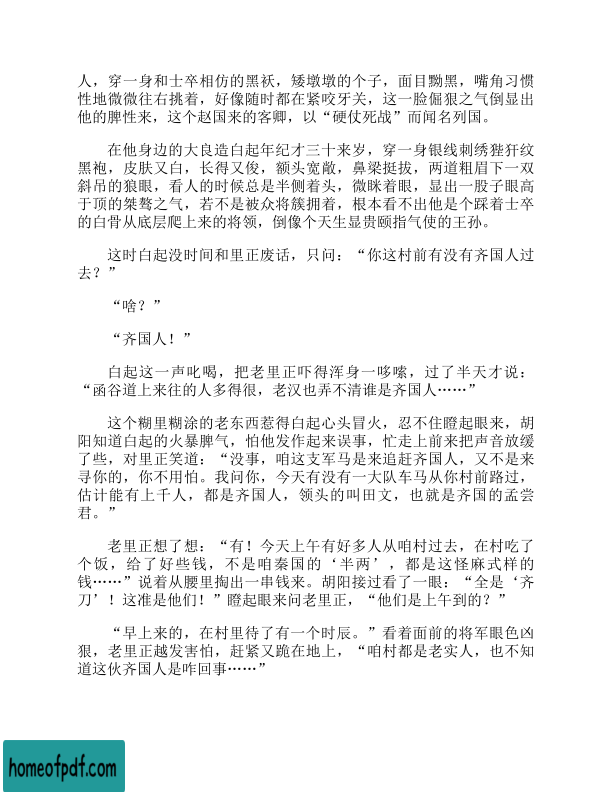 人，穿一身和士卒相仿的黑袄，矮墩墩的个子，面目黝黑，嘴角习惯
性地微微往右挑着，好像随时都在紧咬牙关，这一脸倔狠之气倒显出
他的脾性来，这个赵国来的客卿，以“硬仗死战”而闻名列国。
在他身边的大良造白起年纪才三十来岁，穿一身银线刺绣狴犴纹
黑袍，皮肤又白，长得又俊，额头宽敞，鼻梁挺拔，两道粗眉下一双
斜吊的狼眼，看人的时候总是半侧着头，微眯着眼，显出一股子眼高
于顶的桀骜之气，若不是被众将簇拥着，根本看不出他是个踩着士卒
的白骨从底层爬上来的将领，倒像个天生显贵颐指气使的王孙。
这时白起没时间和里正废话，只问：“你这村前有没有齐国人过
去？”
“啥？”
“齐国人！”
白起这一声叱喝，把老里正吓得浑身一哆嗦，过了半天才说：
“函谷道上来往的人多得很，老汉也弄不清谁是齐国人……”
这个糊里糊涂的老东西惹得白起心头冒火，忍不住瞪起眼来，胡
阳知道白起的火暴脾气，怕他发作起来误事，忙走上前来把声音放缓
了些，对里正笑道：“没事，咱这支军马是来追赶齐国人，又不是来
寻你的，你不用怕。我问你，今天有没有一大队车马从你村前路过，
估计能有上千人，都是齐国人，领头的叫田文，也就是齐国的孟尝
君。”
老里正想了想：“有！今天上午有好多人从咱村过去，在村吃了
个饭，给了好些钱，不是咱秦国的‘半两’，都是这怪麻式样的
钱……”说着从腰里掏出一串钱来。胡阳接过看了一眼：“全是‘齐
刀’！这准是他们！”瞪起眼来问老里正，“他们是上午到的？”
“早上来的，在村里待了有一个时辰。”看着面前的将军眼色凶
狠，老里正越发害怕，赶紧又跪在地上，“咱村都是老实人，也不知
道这伙齐国人是咋回事……”
homeofpdf.com